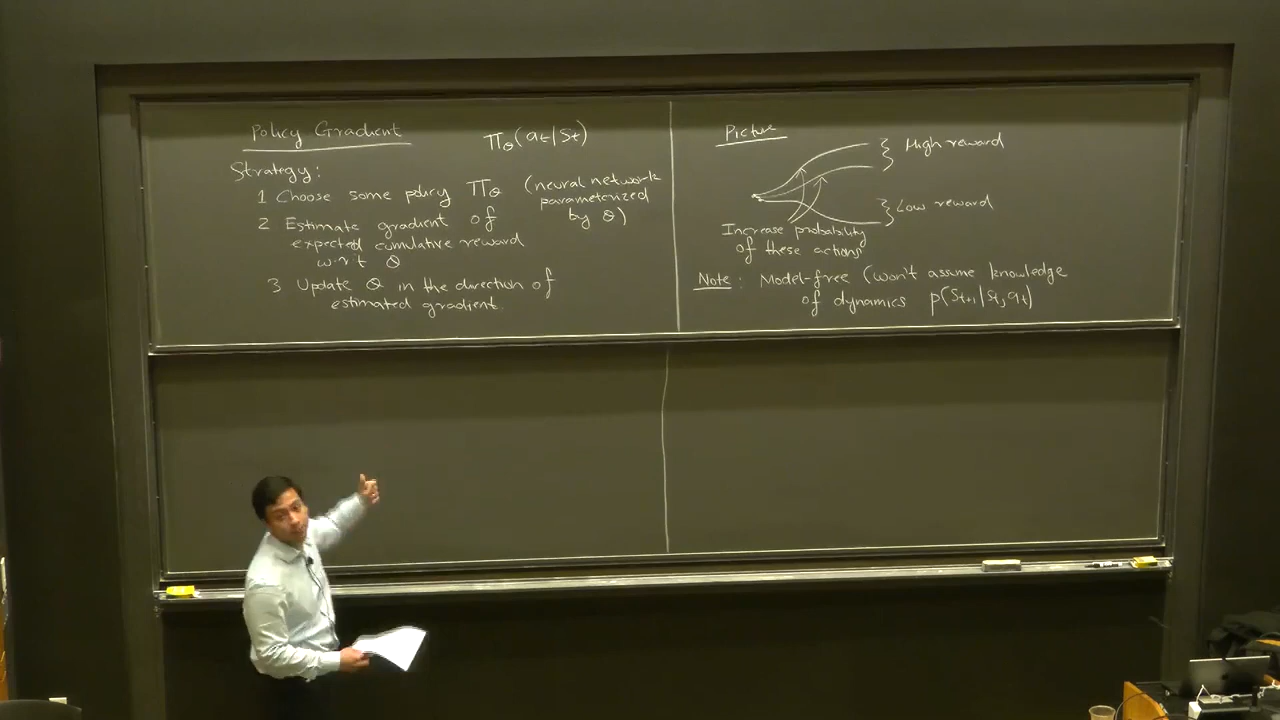 Policy Gradient
Πθ(at|St)
Strategy:
1 Choose some policy Πθ (neural network
parameterized
by θ)
2 Estimate gradient of
expected cumulative reward
w.r.t θ
3 Update θ in the direction of
estimated gradient.
Picture
} High reward
} Low reward
Increase probability
of these actions
Note: Model-free (won't assume knowledge
of dynamics p(St+1|St,at)